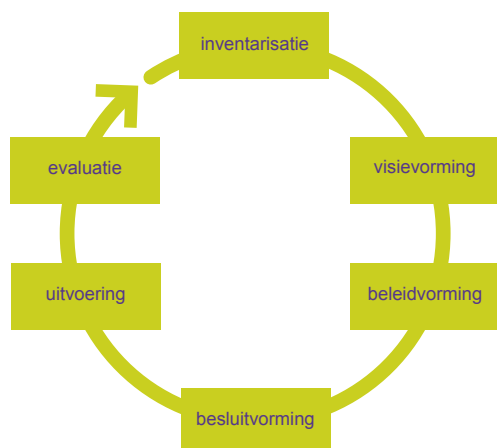 inventarisatie
visievorming
beleidvorming
besluitvorming
uitvoering
evaluatie